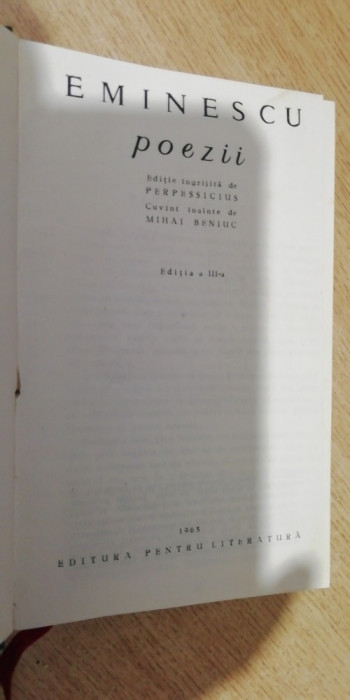 EMINESCU
poezii
Ediție îngrijită de
PERPESSICIUS
Cuvînt înainte de
MIHAI BENIUC
Ediția a III-a
1965
EDITURA PENTRU LITERATURĂ